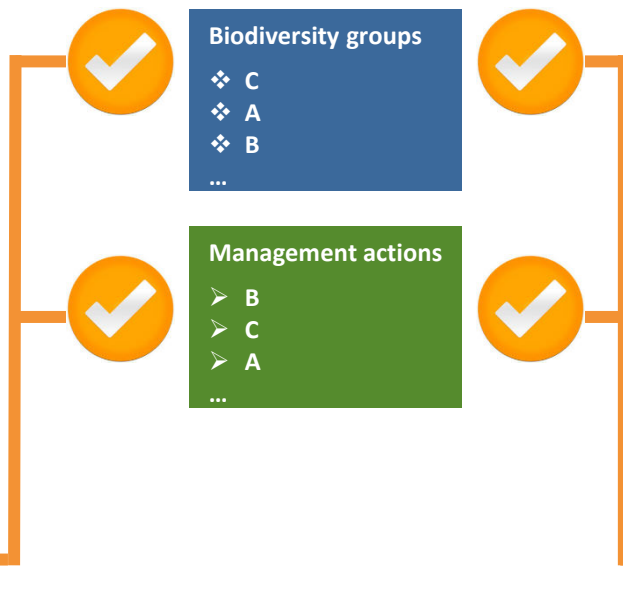 Biodiversity groups
❖ C
❖ A
❖ B
...
Management actions
➢ B
➢ C
➢ A
...